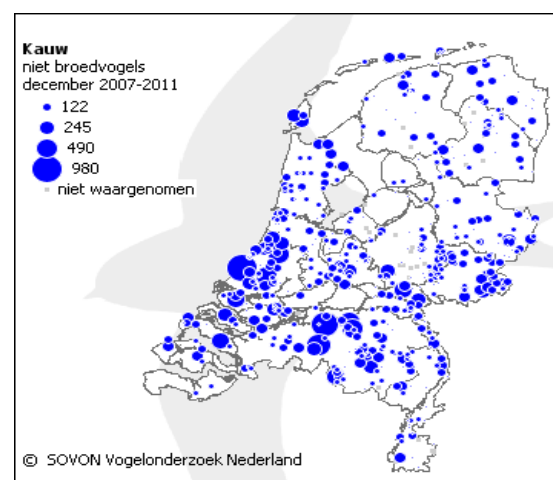 Kauw
niet broedvogels
december 2007-2011
122
245
490
980
niet waargenomen
© SOVON Vogelonderzoek Nederland